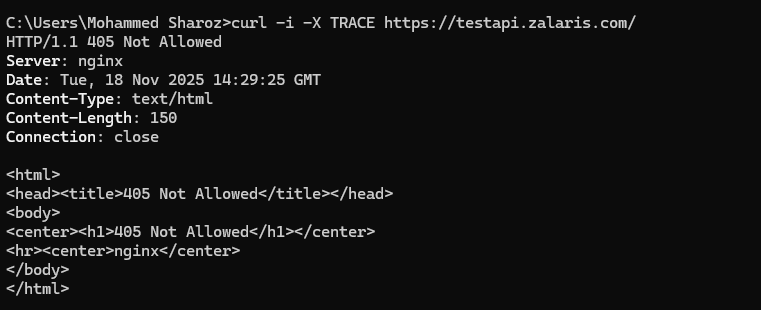 C:\Users\Mohammed Sharoz>curl -i -X TRACE https://testapi.zalaris.com/
HTTP/1.1 405 Not Allowed
Server: nginx
Date: Tue, 18 Nov 2025 14:29:25 GMT
Content-Type: text/html
Content-Length: 150
Connection: close

<html>
<head><title>405 Not Allowed</title></head>
<body>
<center><h1>405 Not Allowed</h1></center>
<hr><center>nginx</center>
</body>
</html>